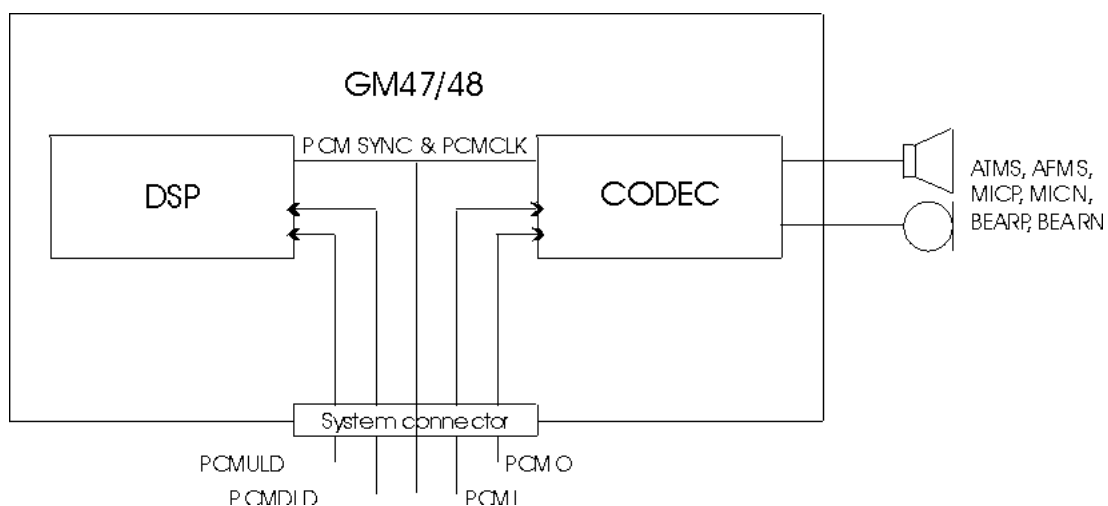 GM47/48
PCM SYNC & PCMCLK
DSP
CODEC
ATMS, AFMS,
MICP, MICN,
BEARP, BEARN
System connector
PCMULD
PCMO
PCMDLD
PCMI